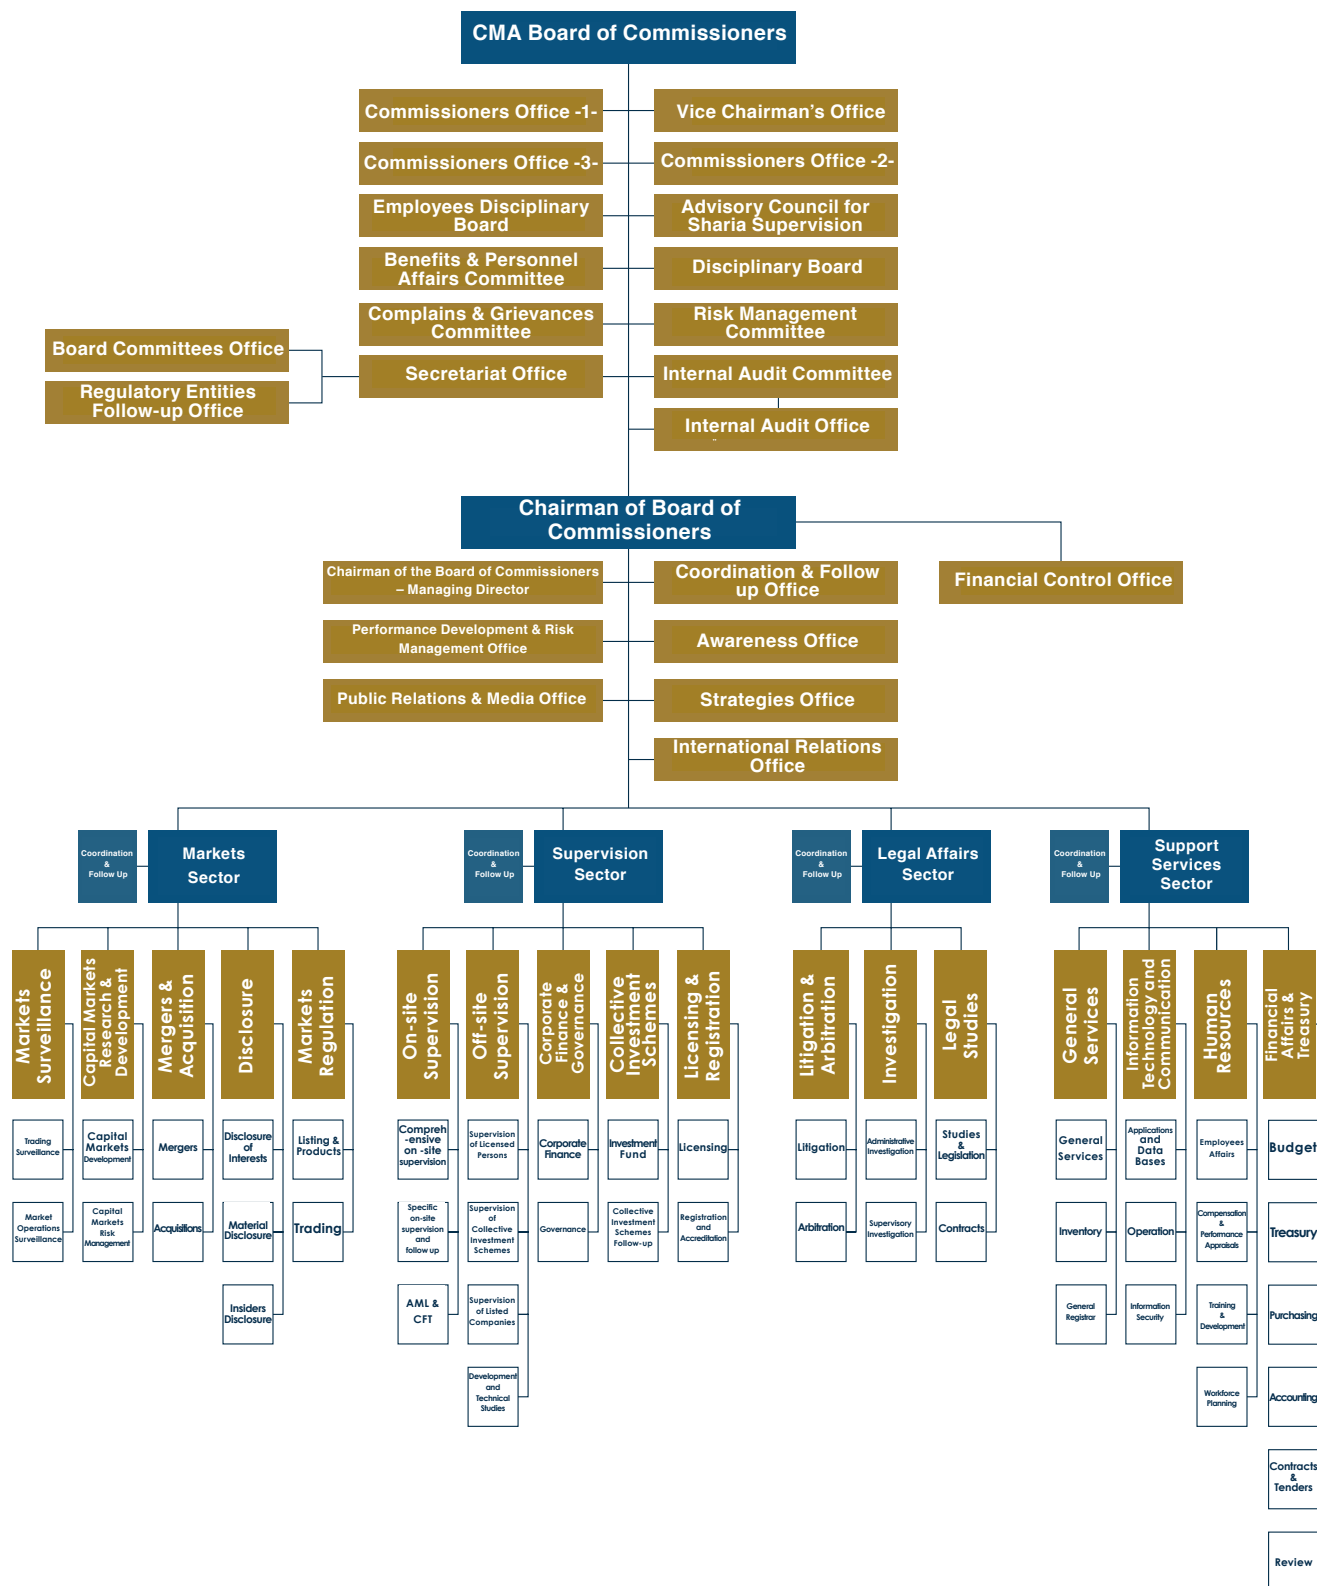 CMA Board of Commissioners
Commissioners Office -1-
Vice Chairman's Office
Commissioners Office -3-
Commissioners Office -2-
Employees Disciplinary
Board
Advisory Council for
Sharia Supervision
Benefits & Personnel
Affairs Committee
Disciplinary Board
Complains & Grievances
Committee
Risk Management
Committee
Board Committees Office
Regulatory Entities
Follow-up Office
Secretariat Office
Internal Audit Committee
Internal Audit Office
Chairman of Board of
Commissioners
Chairman of the Board of Commissioners
– Managing Director
Coordination & Follow
up Office
Financial Control Office
Performance Development & Risk
Management Office
Awareness Office
Public Relations & Media Office
Strategies Office
International Relations
Office
Coordination
&
Follow Up
Markets
Sector
Coordination
&
Follow Up
Supervision
Sector
Coordination
&
Follow Up
Legal Affairs
Sector
Coordination
&
Follow Up
Support
Services
Sector
Markets
Surveillance
Capital Markets
Research &
Development
Mergers &
Acquisition
Disclosure
Markets
Regulation
On-site
Supervision
Off-site
Supervision
Corporate
Finance &
Governance
Collective
Investment
Schemes
Licensing &
Registration
Litigation &
Arbitration
Investigation
Legal
Studies
General
Services
Information
Technology and
Communication
Human
Resources
Financial
Affairs &
Treasury
Trading
Surveillance
Capital
Markets
Development
Mergers
Disclosure
of
Interests
Listing &
Products
Compreh
-ensive
on -site
supervision
Supervision
of Licensed
Persons
Corporate
Finance
Investment
Fund
Licensing
Litigation
Administrative
Investigation
Studies
&
Legislation
General
Services
Applications
and
Data
Bases
Employees
Affairs
Budget
Market
Operations
Surveillance
Capital
Markets
Risk
Management
Acquisitions
Material
Disclosure
Trading
Specific
on-site
supervision
and
follow up
Supervision
of
Collective
Investment
Schemes
Governance
Collective
Investment
Schemes
Follow-up
Registration
and
Accreditation
Arbitration
Supervisory
Investigation
Contracts
Inventory
Operation
Compensation
&
Performance
Appraisals
Treasury
Insiders
Disclosure
AML &
CFT
Supervision
of Listed
Companies
General
Registrar
Information
Security
Training
&
Development
Purchasing
Development
and
Technical
Studies
Workforce
Planning
Accounting
Contracts
&
Tenders
Review